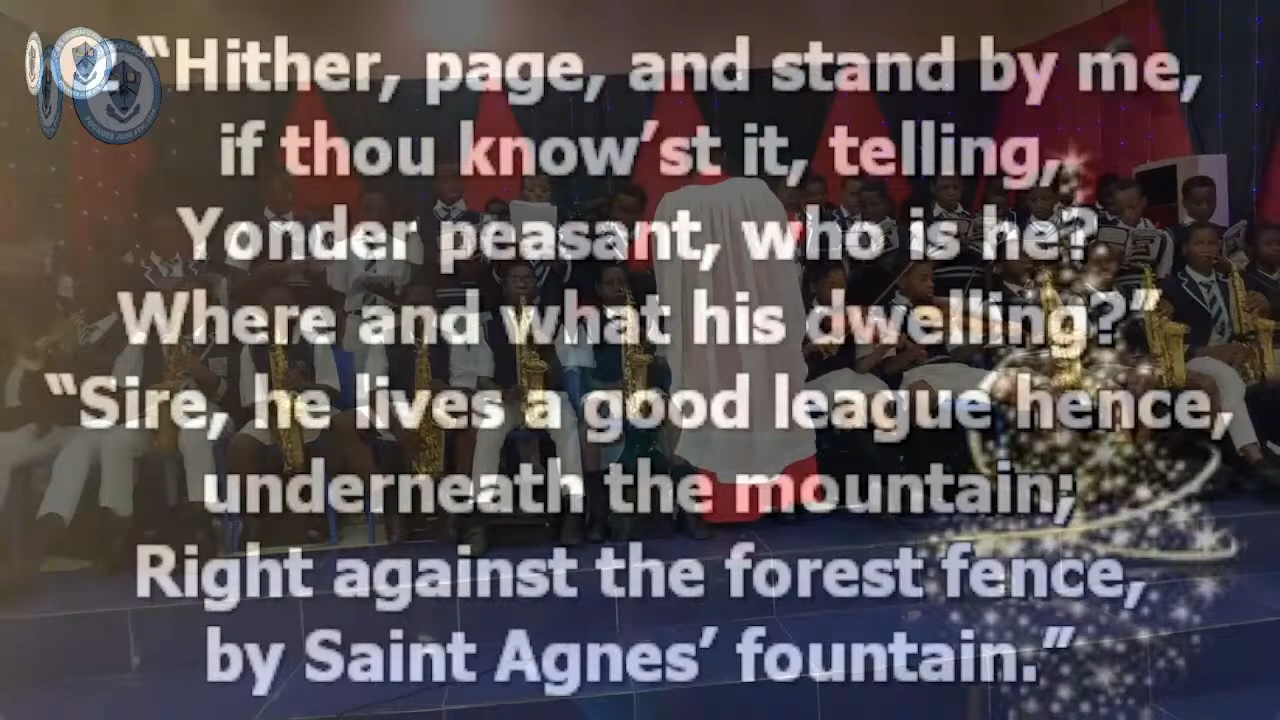 “Hither, page, and stand by me,
if thou know’st it, telling,
Yonder peasant, who is he?
Where and what his dwelling?”
“Sire, he lives a good league hence,
underneath the mountain;
Right against the forest fence,
by Saint Agnes’ fountain.”